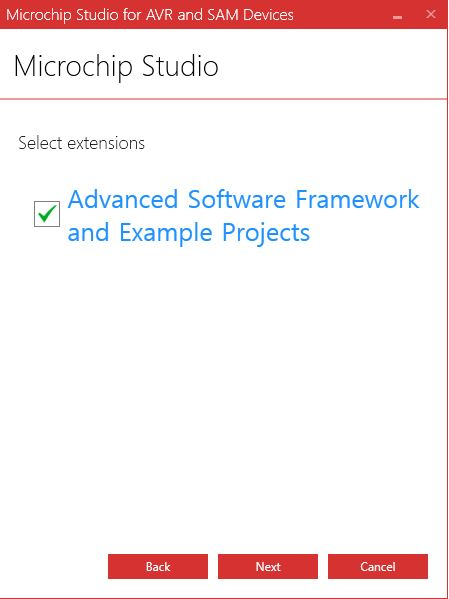 Microchip Studio for AVR and SAM Devices
Microchip Studio
Select extensions
Advanced Software Framework
and Example Projects
Back Next Cancel